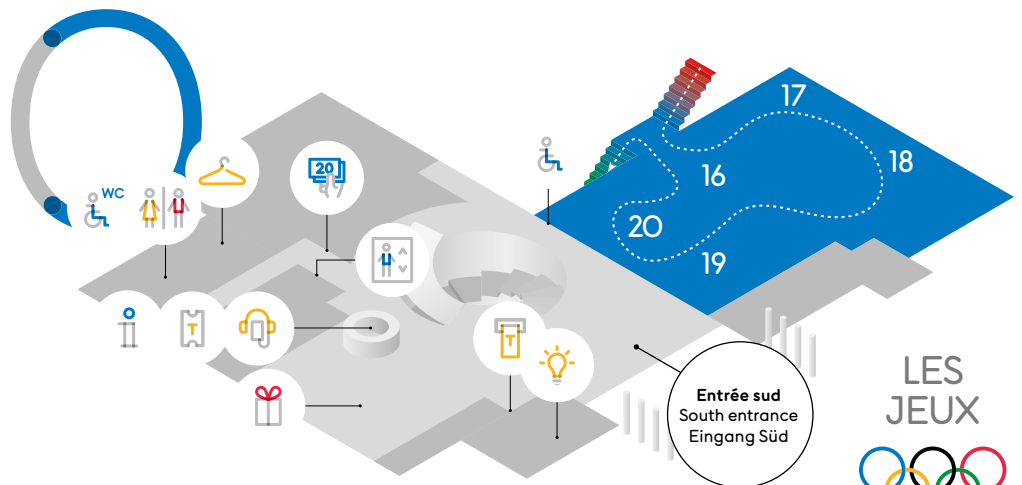 WC
20
T
T
17
18
16
20
19
Entrée sud
South entrance
Eingang Süd
LES
JEUX